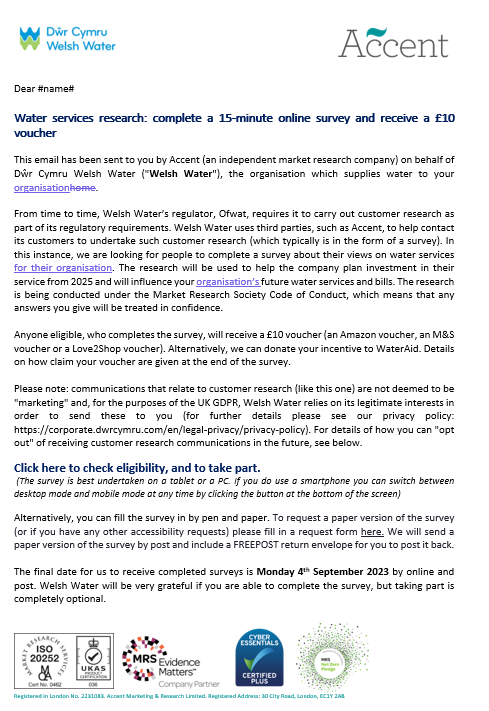 Dŵr Cymru
Welsh Water
Accent
Dear #name#
Water services research: complete a 15-minute online survey and receive a £10
voucher
This email has been sent to you by Accent (an independent market research company) on behalf of
Dŵr Cymru Welsh Water ("Welsh Water"), the organisation which supplies water to your
organisationhome.
From time to time, Welsh Water's regulator, Ofwat, requires it to carry out customer research as
part of its regulatory requirements. Welsh Water uses third parties, such as Accent, to help contact
its customers to undertake such customer research (which typically is in the form of a survey). In
this instance, we are looking for people to complete a survey about their views on water services
for their organisation. The research will be used to help the company plan investment in their
service from 2025 and will influence your organisation's future water services and bills. The research
is being conducted under the Market Research Society Code of Conduct, which means that any
answers you give will be treated in confidence.
Anyone eligible, who completes the survey, will receive a £10 voucher (an Amazon voucher, an M&S
voucher or a Love2Shop voucher). Alternatively, we can donate your incentive to WaterAid. Details
on how claim your voucher are given at the end of the survey.
Please note: communications that relate to customer research (like this one) are not deemed to be
"marketing" and, for the purposes of the UK GDPR, Welsh Water relies on its legitimate interests in
order to send these to you (for further details please see our privacy policy:
https://corporate.dwrcymru.com/en/legal-privacy/privacy-policy). For details of how you can "opt
out" of receiving customer research communications in the future, see below.
Click here to check eligibility, and to take part.
(The survey is best undertaken on a tablet or a PC. If you do use a smartphone you can switch between
desktop mode and mobile mode at any time by clicking the button at the bottom of the screen)
Alternatively, you can fill the survey in by pen and paper. To request a paper version of the survey
(or if you have any other accessibility requests) please fill in a request form here. We will send a
paper version of the survey by post and include a FREEPOST return envelope for you to post it back.
The final date for us to receive completed surveys is Monday 4th September 2023 by online and
post. Welsh Water will be very grateful if you are able to complete the survey, but taking part is
completely optional.
MARKET RESEARCH SERVICES
ISO
20252
Cert No. 0462
UKAS
PRODUCT CERTIFICATION
MRS Evidence
Matters™
Company Partner
CYBER
ESSENTIALS
CERTIFIED
PLUS
MRS
Net Zero
Pledge
Registered in London No. 2231083. Accent Marketing & Research Limited. Registered Address: 30 City Road, London, EC1Y 2AB